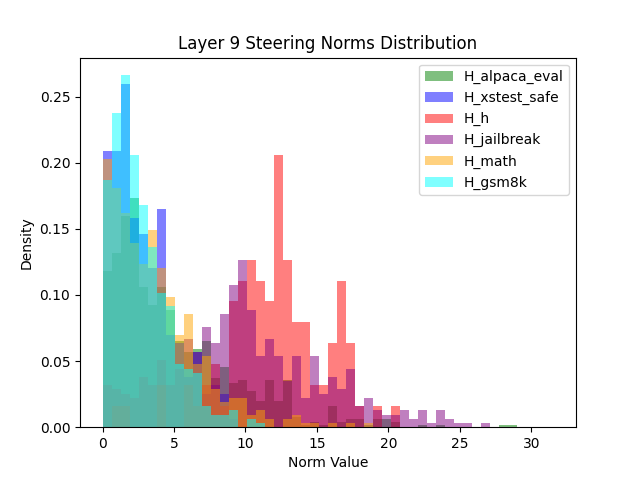 Layer 9 Steering Norms Distribution
H_alpaca_eval
H_xstest_safe
H_h
H_jailbreak
H_math
H_gsm8k
Density
0.25
0.20
0.15
0.10
0.05
0.00
0
5
10
15
20
25
30
Norm Value